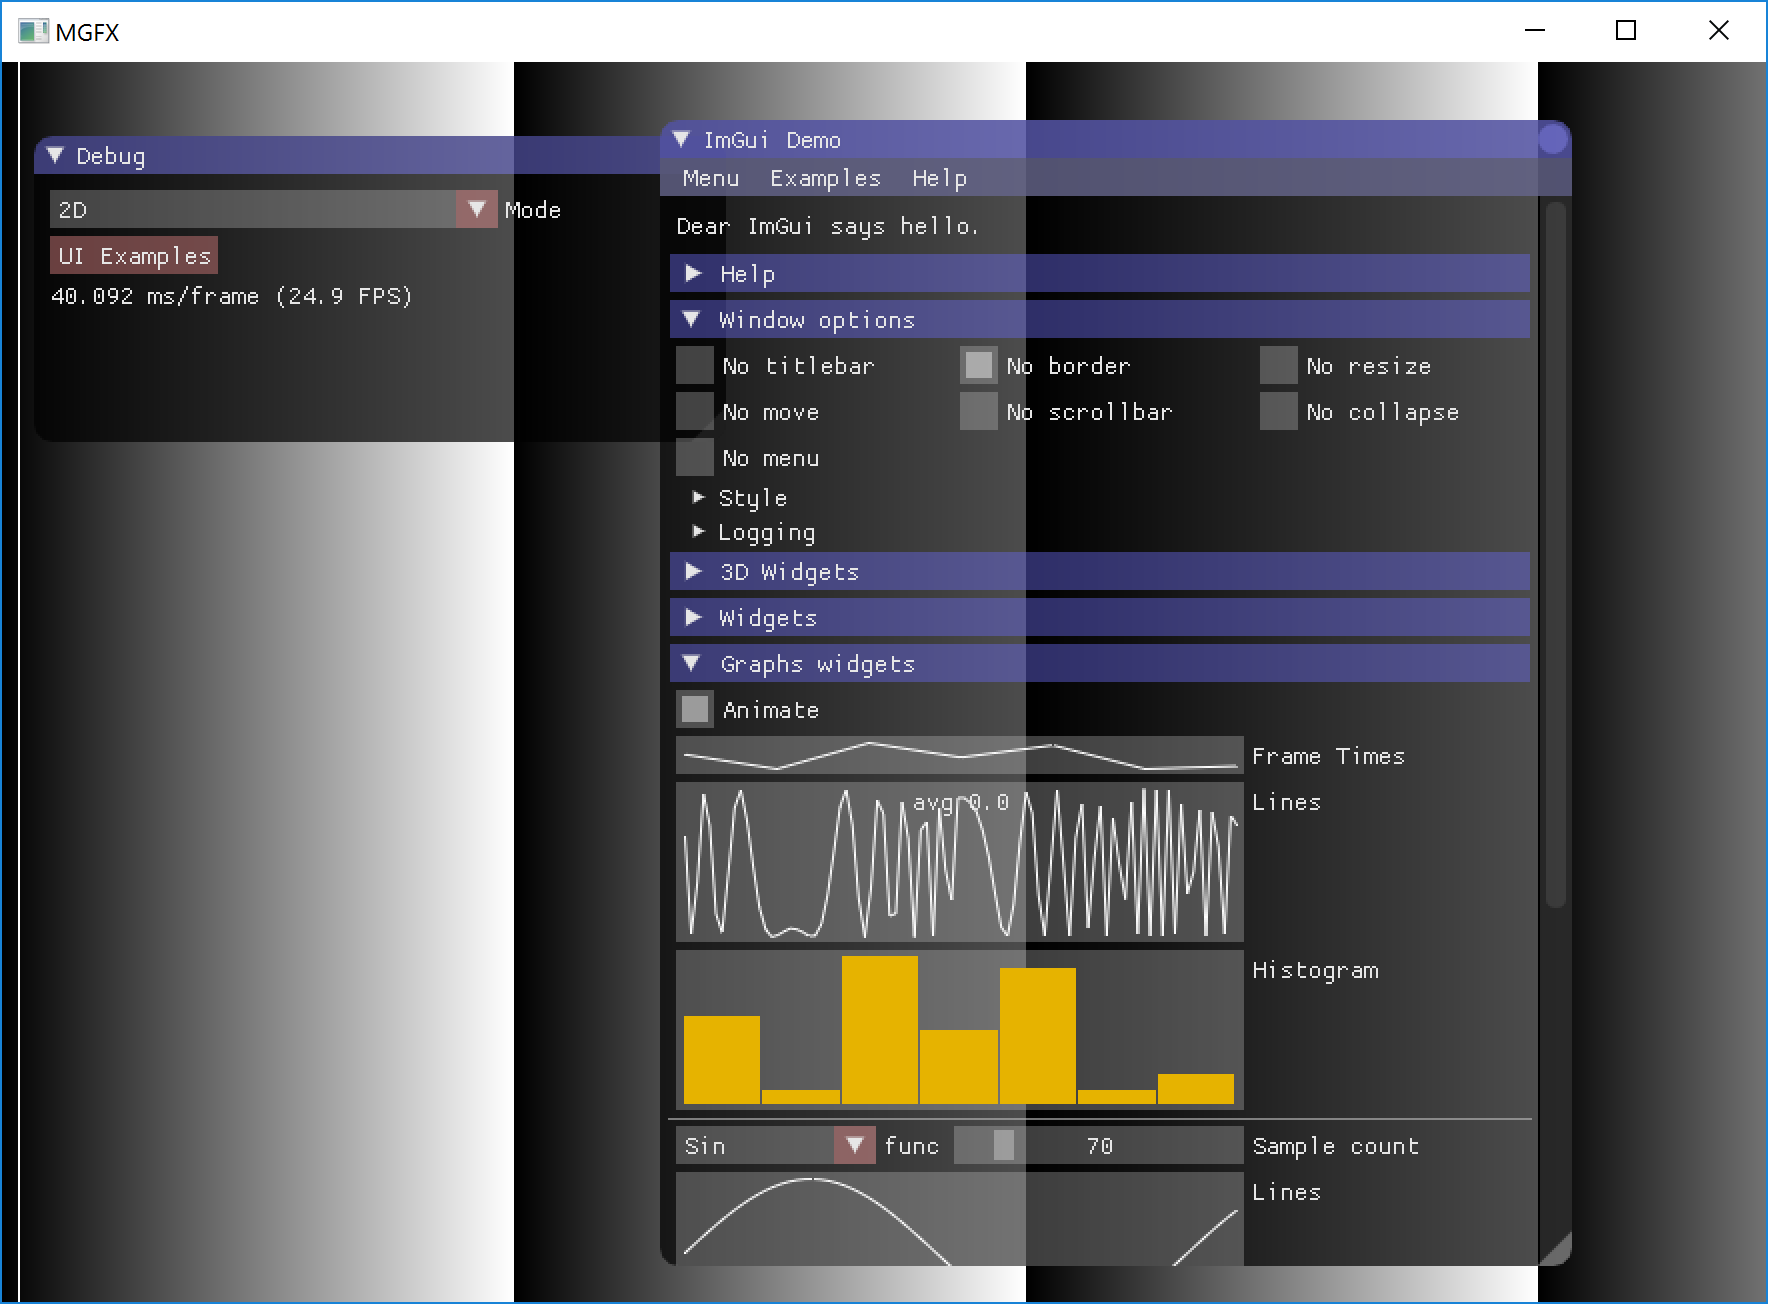 MGFX
Debug
2D Mode
UI Examples
40.092 ms/frame (24.9 FPS)
ImGui Demo
Menu Examples Help
Dear ImGui says hello.
Help
Window options
No titlebar No border No resize
No move No scrollbar No collapse
No menu
Style
Logging
3D Widgets
Widgets
Graphs widgets
Animate
Frame Times
avg 0.0 Lines
Histogram
Sin func 70 Sample count
Lines